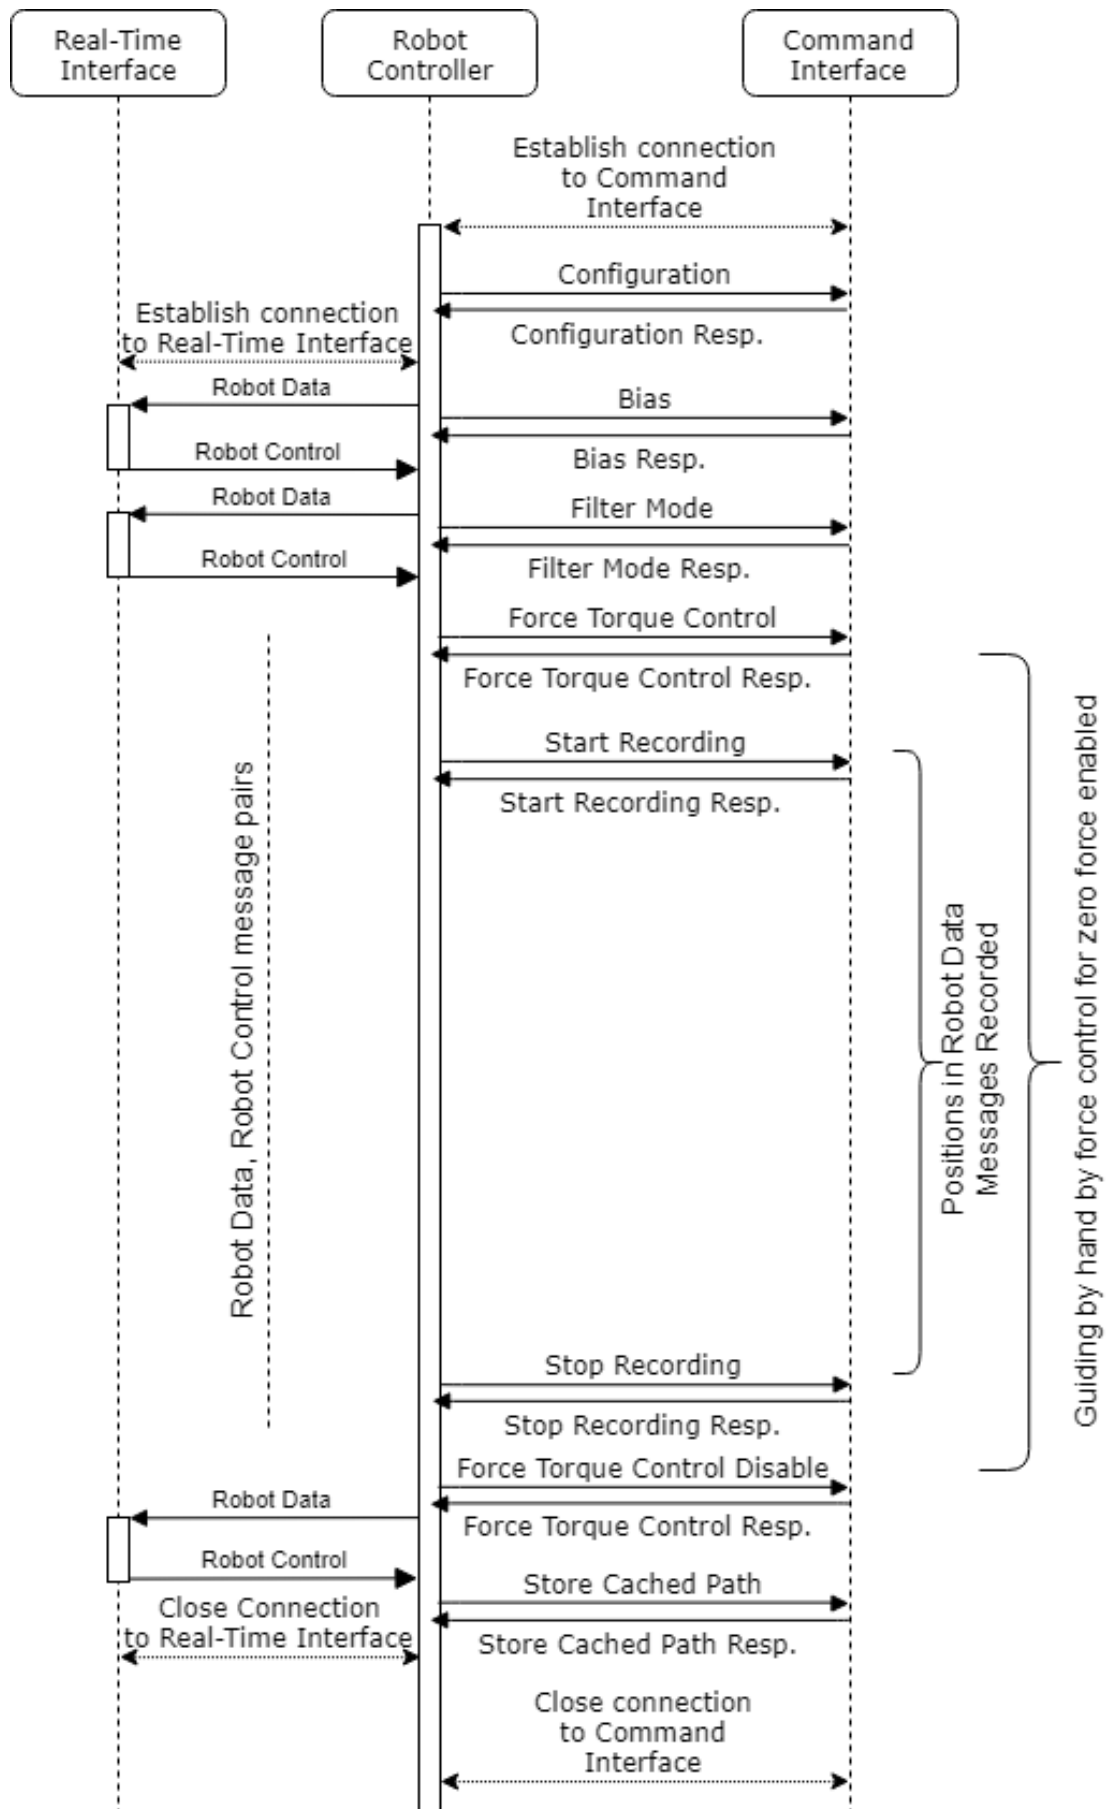 Real-Time
Interface
Robot
Controller
Command
Interface
Establish connection
to Command
Interface
Configuration
Configuration Resp.
Establish connection
to Real-Time Interface
Robot Data
Bias
Robot Control
Bias Resp.
Robot Data
Filter Mode
Robot Control
Filter Mode Resp.
Force Torque Control
Force Torque Control Resp.
Start Recording
Start Recording Resp.
Robot Data, Robot Control message pairs
Positions in Robot Data
Messages Recorded
Guiding by hand by force control for zero force enabled
Stop Recording
Stop Recording Resp.
Force Torque Control Disable
Robot Data
Force Torque Control Resp.
Robot Control
Store Cached Path
Close Connection
to Real-Time Interface
Store Cached Path Resp.
Close connection
to Command
Interface